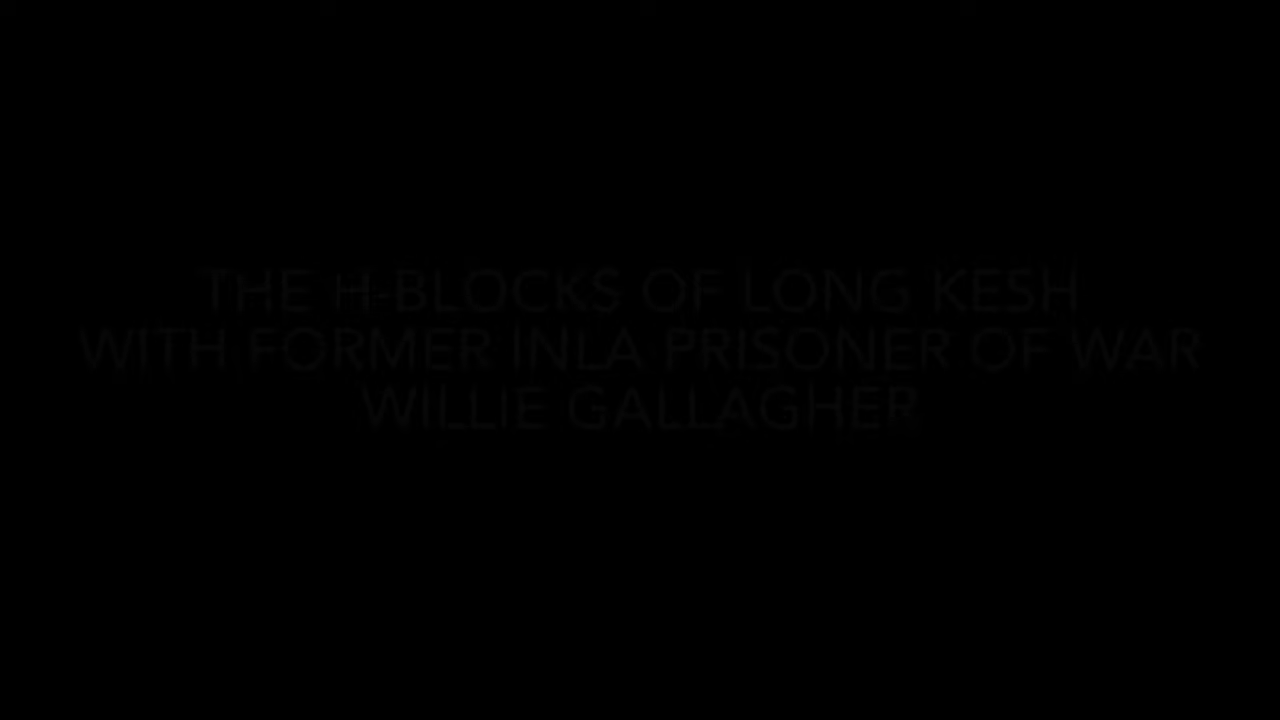 THE H-BLOCKS OF LONG KESH
WITH FORMER INLA PRISONER OF WAR
WILLIE GALLAGHER